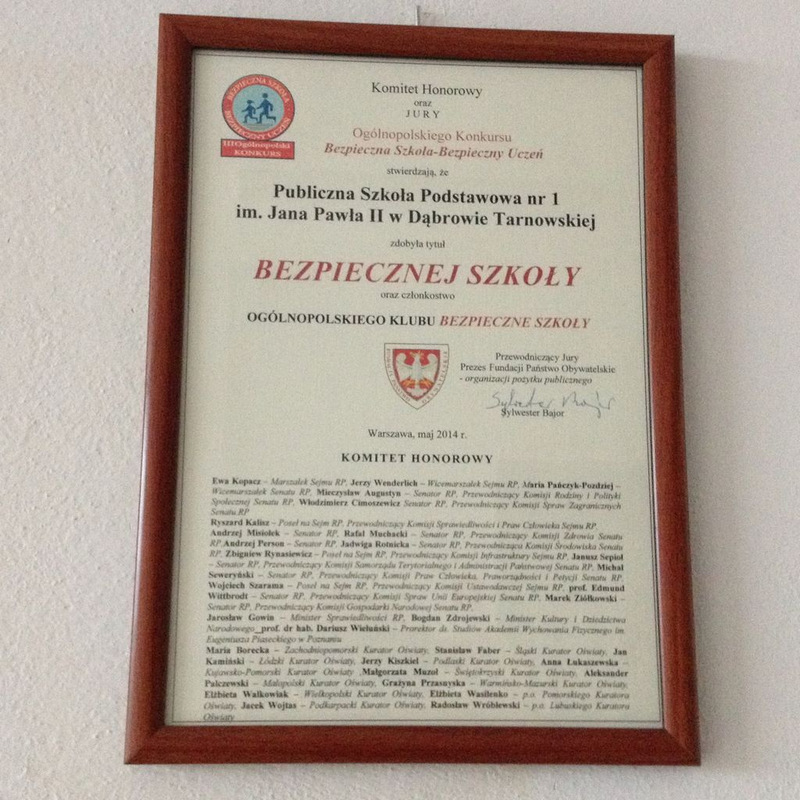 BEZPIECZNA SZKOŁA
BEZPIECZNY UCZEŃ
III Ogólnopolski
KONKURS
Komitet Honorowy
oraz
JURY
Ogólnopolskiego Konkursu
Bezpieczna Szkoła-Bezpieczny Uczeń
stwierdzają, że
Publiczna Szkoła Podstawowa nr 1
im. Jana Pawła II w Dąbrowie Tarnowskiej
zdobyła tytuł
BEZPIECZNEJ SZKOŁY
oraz członkostwo
OGÓLNOPOLSKIEGO KLUBU BEZPIECZNE SZKOŁY
Przewodniczący Jury
Prezes Fundacji Państwo Obywatelskie
- organizacji pożytku publicznego
Sylwester Bajor
Sylwester Bajor
Warszawa, maj 2014 r.
KOMITET HONOROWY
Ewa Kopacz – Marszałek Sejmu RP, Jerzy Wenderlich – Wicemarszałek Sejmu RP, Maria Pańczyk-Pozdziej –
Wicemarszałek Senatu RP, Mieczysław Augustyn – Senator RP, Przewodniczący Komisji Rodziny i Polityki
Społecznej Senatu RP, Włodzimierz Cimoszewicz Senator RP, Przewodniczący Komisji Spraw Zagranicznych
Senatu RP
Ryszard Kalisz – Poseł na Sejm RP, Przewodniczący Komisji Sprawiedliwości i Praw Człowieka Sejmu RP,
Andrzej Misiołek – Senator RP, Rafał Muchacki – Senator RP, Przewodniczący Komisji Zdrowia Senatu
RP, Andrzej Person – Senator RP, Jadwiga Rotnicka – Senator RP, Przewodnicząca Komisji Środowiska Senatu
RP, Zbigniew Rynasiewicz – Poseł na Sejm RP, Przewodniczący Komisji Infrastruktury Sejmu RP, Janusz Sepioł
– Senator RP, Przewodniczący Komisji Samorządu Terytorialnego i Administracji Państwowej Senatu RP, Michał
Seweryński – Senator RP, Przewodniczący Komisji Praw Człowieka, Praworządności i Petycji Senatu RP,
Wojciech Szarama – Poseł na Sejm RP, Przewodniczący Komisji Ustawodawczej Sejmu RP, prof. Edmund
Wittbrodt – Senator RP, Przewodniczący Komisji Spraw Unii Europejskiej Senatu RP, Marek Ziółkowski –
Senator RP, Przewodniczący Komisji Gospodarki Narodowej Senatu RP,
Jarosław Gowin – Minister Sprawiedliwości RP, Bogdan Zdrojewski – Minister Kultury i Dziedzictwa
Narodowego prof. dr hab. Dariusz Wieluński – Prorektor ds. Studiów Akademii Wychowania Fizycznego im.
Eugeniusza Piaseckiego w Poznaniu
Maria Borecka – Zachodniopomorski Kurator Oświaty, Stanisław Faber – Śląski Kurator Oświaty, Jan
Kamiński – Łódzki Kurator Oświaty, Jerzy Kiszkiel – Podlaski Kurator Oświaty, Anna Łukaszewska –
Kujawsko-Pomorski Kurator Oświaty, Małgorzata Muzoł – Świętokrzyski Kurator Oświaty, Aleksander
Palczewski – Małopolski Kurator Oświaty, Grażyna Przasnyska – Warmińsko-Mazurski Kurator Oświaty,
Elżbieta Walkowiak – Wielkopolski Kurator Oświaty, Elżbieta Wasilenko – p.o. Pomorskiego Kuratora
Oświaty, Jacek Wojtas – Podkarpacki Kurator Oświaty, Radosław Wróblewski – p.o. Lubuskiego Kuratora
Oświaty